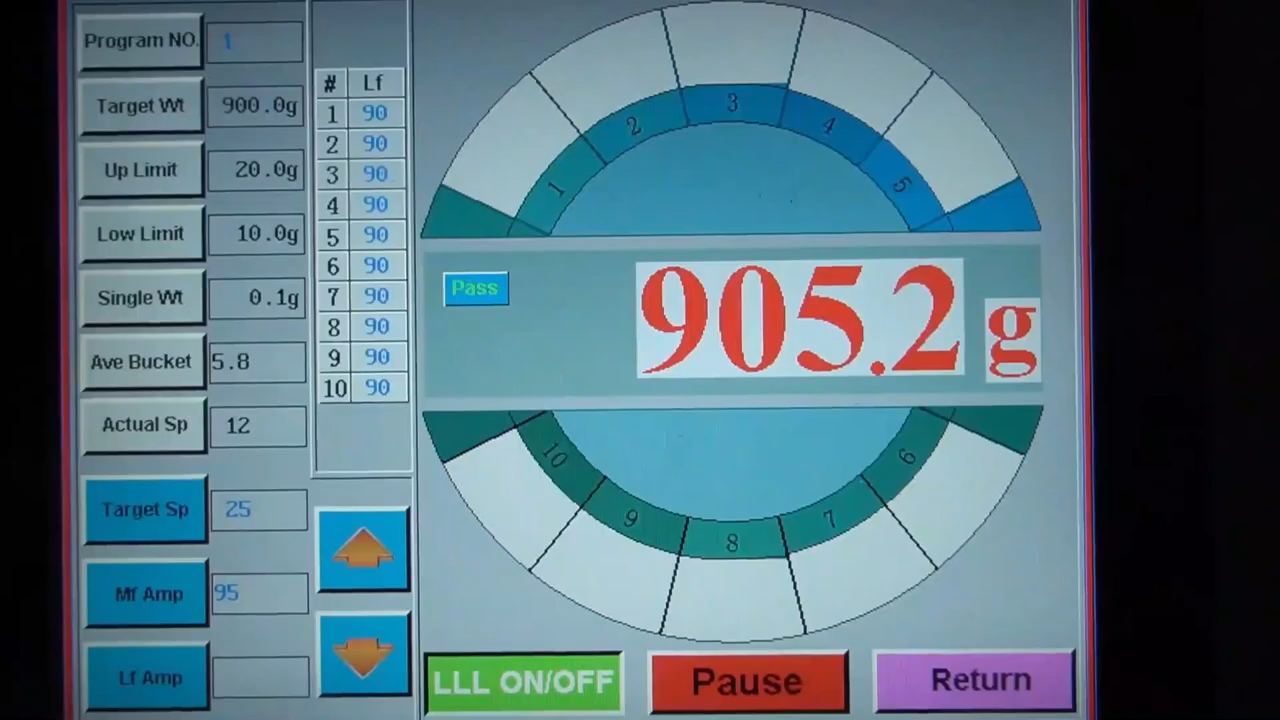 Program NO. 1
Target Wt 900.0g
Up Limit 20.0g
Low Limit 10.0g
Single Wt 0.1g
Ave Bucket 5.8
Actual Sp 12
Target Sp 25
Mf Amp 95
Lf Amp
# Lf
1 90
2 90
3 90
4 90
5 90
6 90
7 90
8 90
9 90
10 90
1
2
3
4
5
Pass
905.2 g
10
9
8
7
6
LLL ON/OFF
Pause
Return